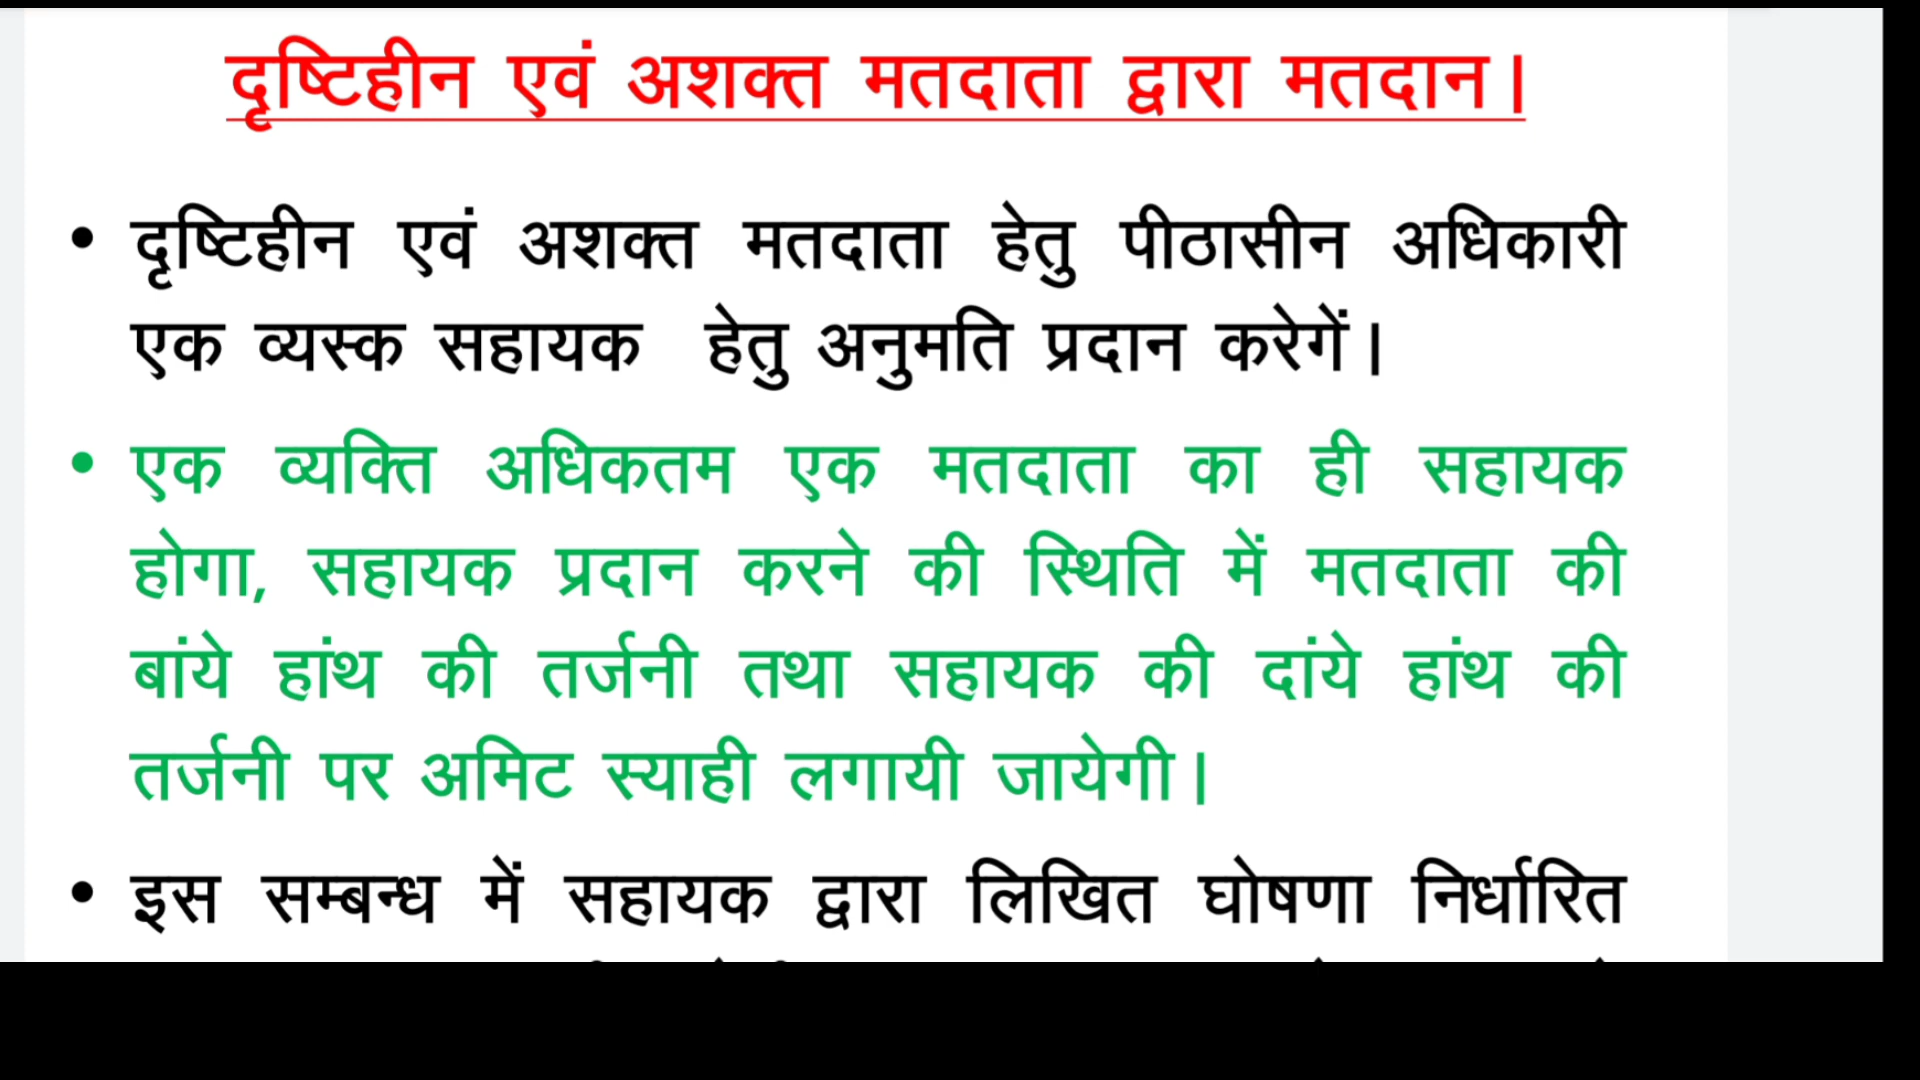 दृष्टिहीन एवं अशक्त मतदाता द्वारा मतदान।
• दृष्टिहीन एवं अशक्त मतदाता हेतु पीठासीन अधिकारी
एक व्यस्क सहायक हेतु अनुमति प्रदान करेगें।
• एक व्यक्ति अधिकतम एक मतदाता का ही सहायक
होगा, सहायक प्रदान करने की स्थिति में मतदाता की
बांये हांथ की तर्जनी तथा सहायक की दांये हांथ की
तर्जनी पर अमिट स्याही लगायी जायेगी।
• इस सम्बन्ध में सहायक द्वारा लिखित घोषणा निर्धारित